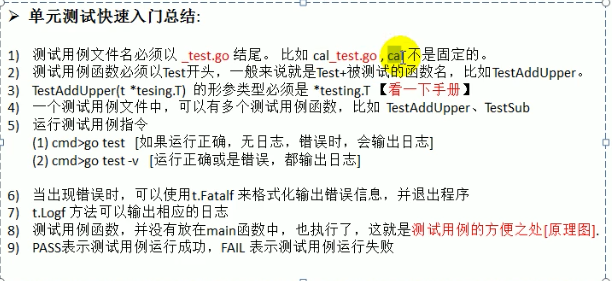 ➤ 单元测试快速入门总结:
1) 测试用例文件名必须以 _test.go 结尾。 比如 cal_test.go , cal 不是固定的。
2) 测试用例函数必须以Test开头，一般来说就是Test+被测试的函数名，比如TestAddUpper。
3) TestAddUpper(t *tesing.T) 的形参类型必须是 *testing.T 【看一下手册】
4) 一个测试用例文件中，可以有多个测试用例函数，比如 TestAddUpper、TestSub
5) 运行测试用例指令
(1) cmd>go test [如果运行正确，无日志，错误时，会输出日志]
(2) cmd>go test -v [运行正确或是错误，都输出日志]
6) 当出现错误时，可以使用t.Fatalf 来格式化输出错误信息，并退出程序
7) t.Logf 方法可以输出相应的日志
8) 测试用例函数，并没有放在main函数中，也执行了，这就是测试用例的方便之处[原理图].
9) PASS表示测试用例运行成功，FAIL 表示测试用例运行失败